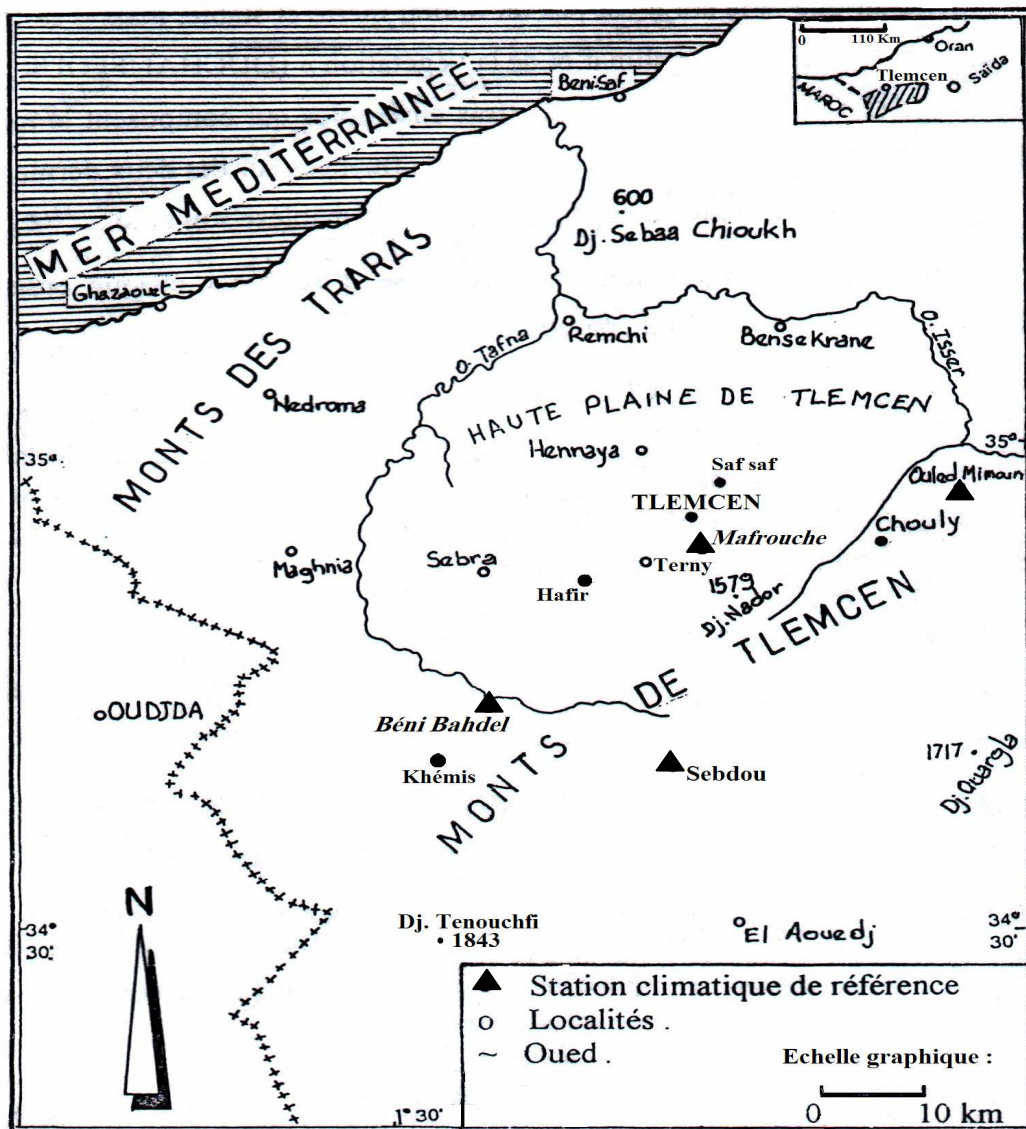 MER MEDITERRANNEE
Beni-Saf
0 110 Km
Oran
Tlemcen
Saïda
MAROC
600
Dj. Sebaa Chioukh
Ghazaouet
MONTS DES TRARAS
O. Tafna
Remchi
Bensekrane
O. Isser
Nedroma
HAUTE PLAINE DE TLEMCEN
Hennaya
35°
35°
Saf saf
Ouled Mimoun
TLEMCEN
Mafrouche
Chouly
Maghnia
Sebra
Terny
Hafir
1579
Dj. Nador
MONTS DE TLEMCEN
OUDJDA
Béni Bahdel
Khémis
Sebdou
1717
Dj. Ouargla
N
Dj. Tenouchfi
1843
El Aouedj
34°
30'
34°
30'
Station climatique de référence
o Localités .
~ Oued .
Echelle graphique :
0 10 km
1° 30'